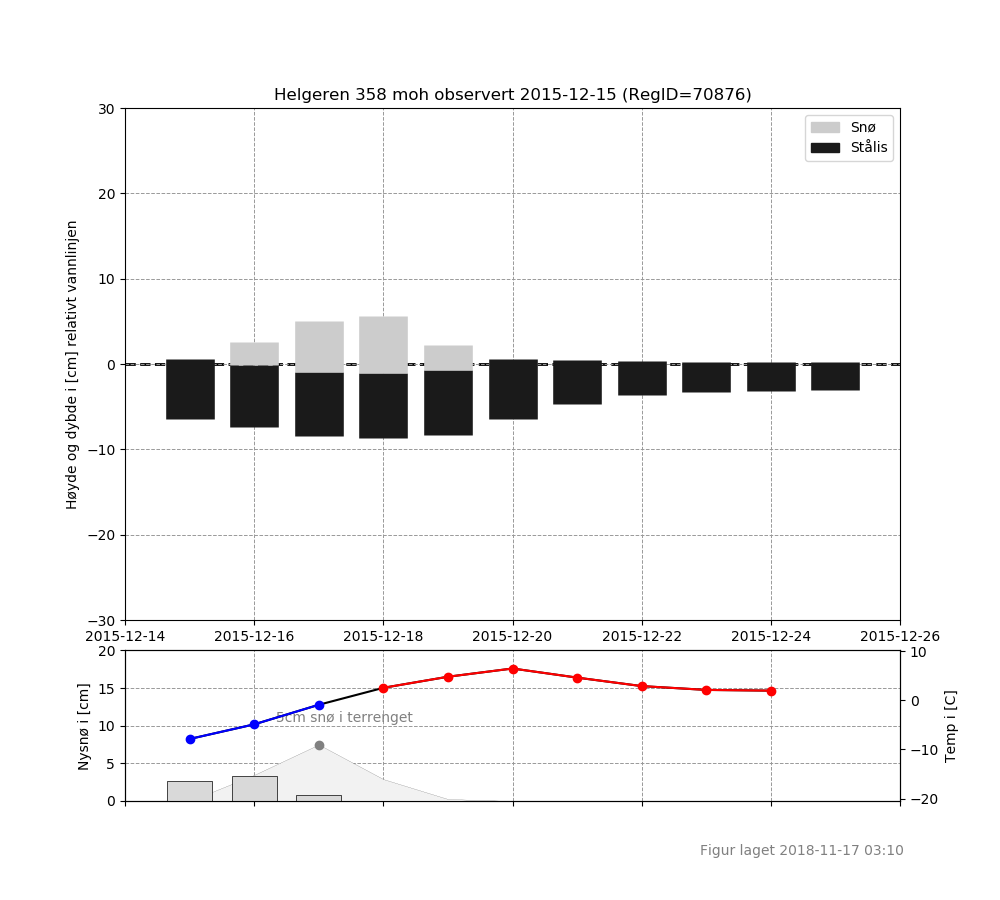 Helgeren 358 moh observert 2015-12-15 (RegID=70876)
Snø
Stålis
Høyde og dybde i [cm] relativt vannlinjen
30
20
10
0
−10
−20
−30
2015-12-14 2015-12-16 2015-12-18 2015-12-20 2015-12-22 2015-12-24 2015-12-26
Nysnø i [cm]
20
15
10
5
0
5cm snø i terrenget
10
0
−10
−20
Temp i [C]
Figur laget 2018-11-17 03:10